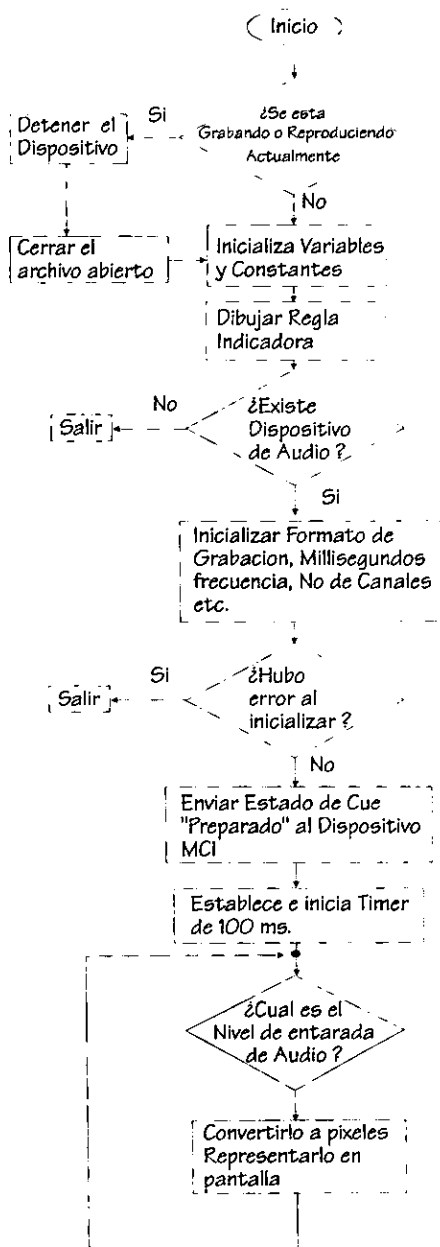 Inicio
Si
¿Se esta
Grabando o Reproduciendo
Actualmente
Detener el
Dispositivo
No
Cerrar el
archivo abierto
Inicializa Variables
y Constantes
Dibujar Regla
Indicadora
No
¿Existe
Dispositivo
de Audio ?
Salir
Si
Inicializar Formato de
Grabacion, Millisegundos
frecuencia, No de Canales
etc.
Si
¿Hubo
error al
inicializar ?
Salir
No
Enviar Estado de Cue
"Preparado" al Dispositivo
MCI
Establece e inicia Timer
de 100 ms.
¿Cual es el
Nivel de entarada
de Audio ?
Convertirlo a pixeles
Representarlo en
pantalla